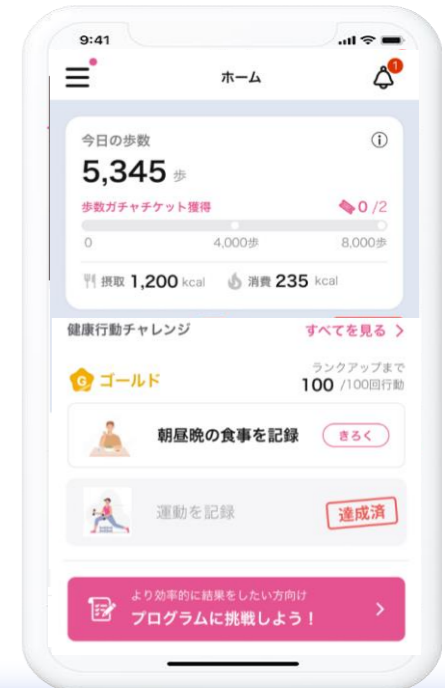 9:41
ホーム
1
今日の歩数
5,345 歩
歩数ガチャチケット獲得 0 /2
0 4,000歩 8,000歩
摂取 1,200 kcal 消費 235 kcal
健康行動チャレンジ すべてを見る
G ゴールド
ランクアップまで
100 /100回行動
朝昼晩の食事を記録 きろく
運動を記録 達成済
より効率的に結果をしたい方向け
プログラムに挑戦しよう！